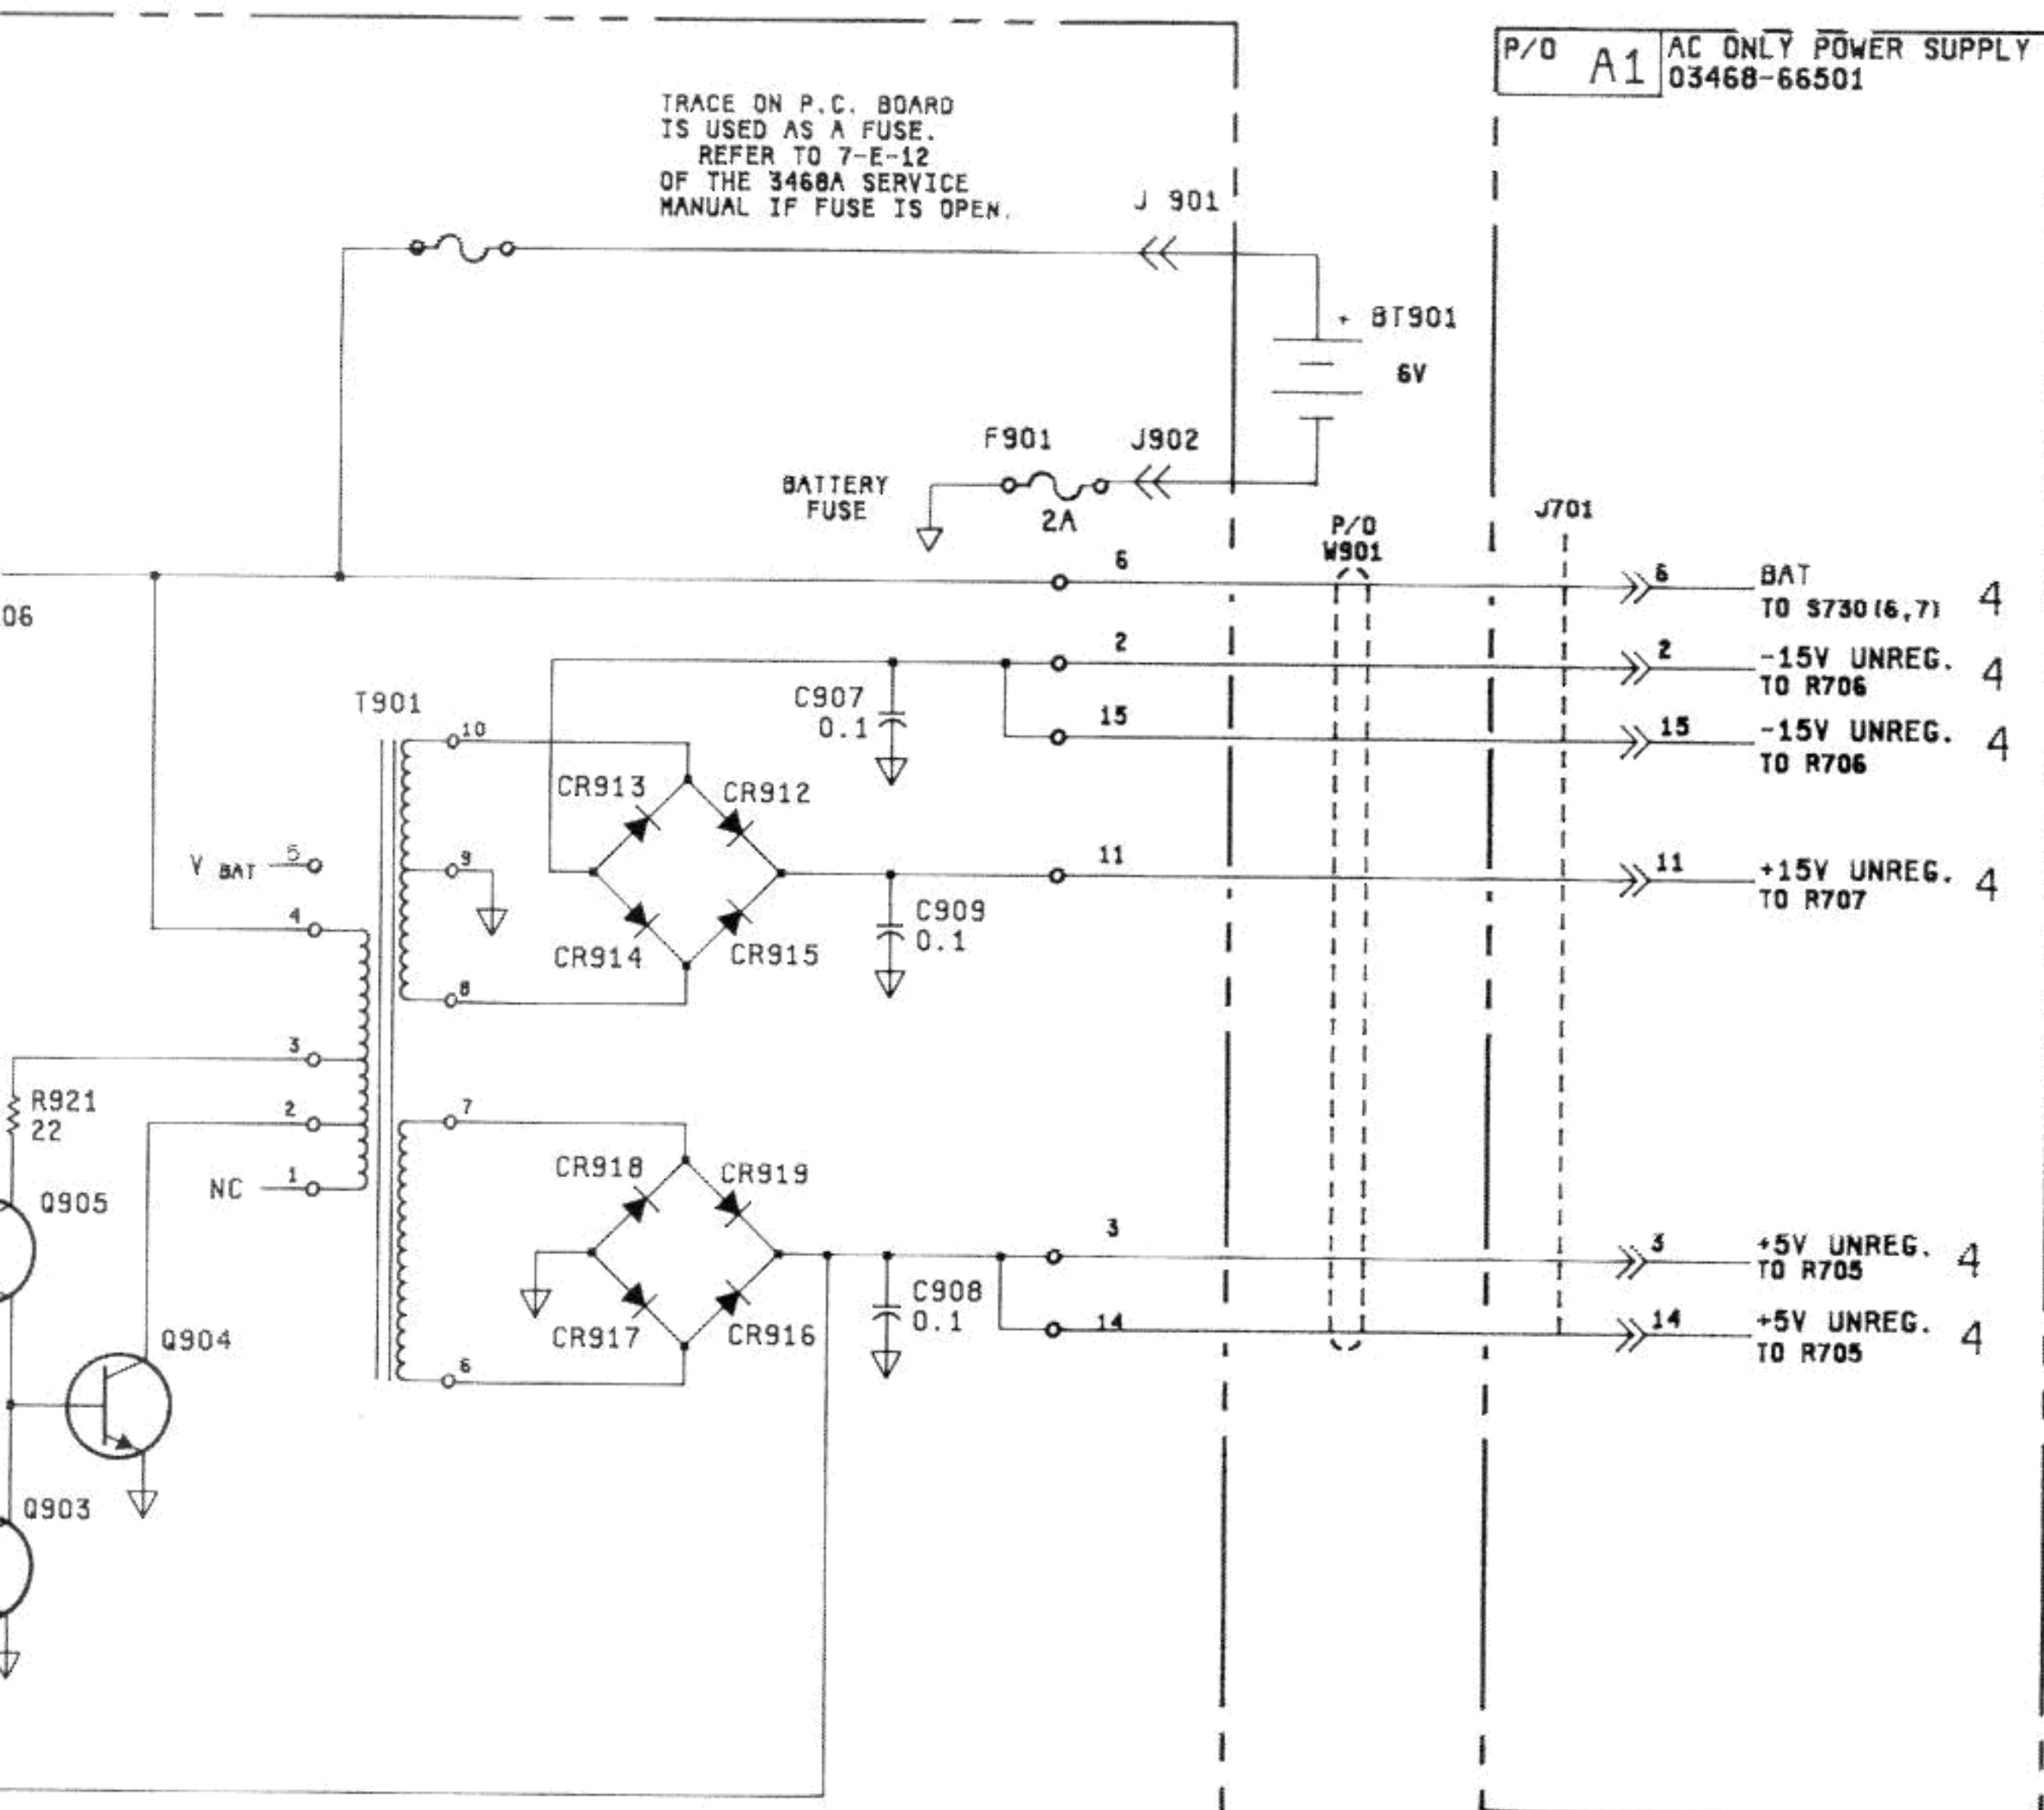 P/O A1 AC ONLY POWER SUPPLY
03468-66501
TRACE ON P.C. BOARD
IS USED AS A FUSE.
REFER TO 7-E-12
OF THE 3468A SERVICE
MANUAL IF FUSE IS OPEN.
J 901
+ BT901
6V
F901
J902
BATTERY
FUSE
2A
P/O
W901
J701
6
6
BAT
TO S730(6,7)
4
06
2
2
-15V UNREG.
TO R706
4
T901
C907
0.1
15
15
-15V UNREG.
TO R706
4
10
CR913
CR912
V BAT
5
9
11
11
+15V UNREG.
TO R707
4
4
C909
0.1
CR914
CR915
8
3
R921
22
2
7
NC
1
CR918
CR919
Q905
3
3
+5V UNREG.
TO R705
4
C908
0.1
CR917
CR916
14
14
+5V UNREG.
TO R705
4
Q904
6
Q903